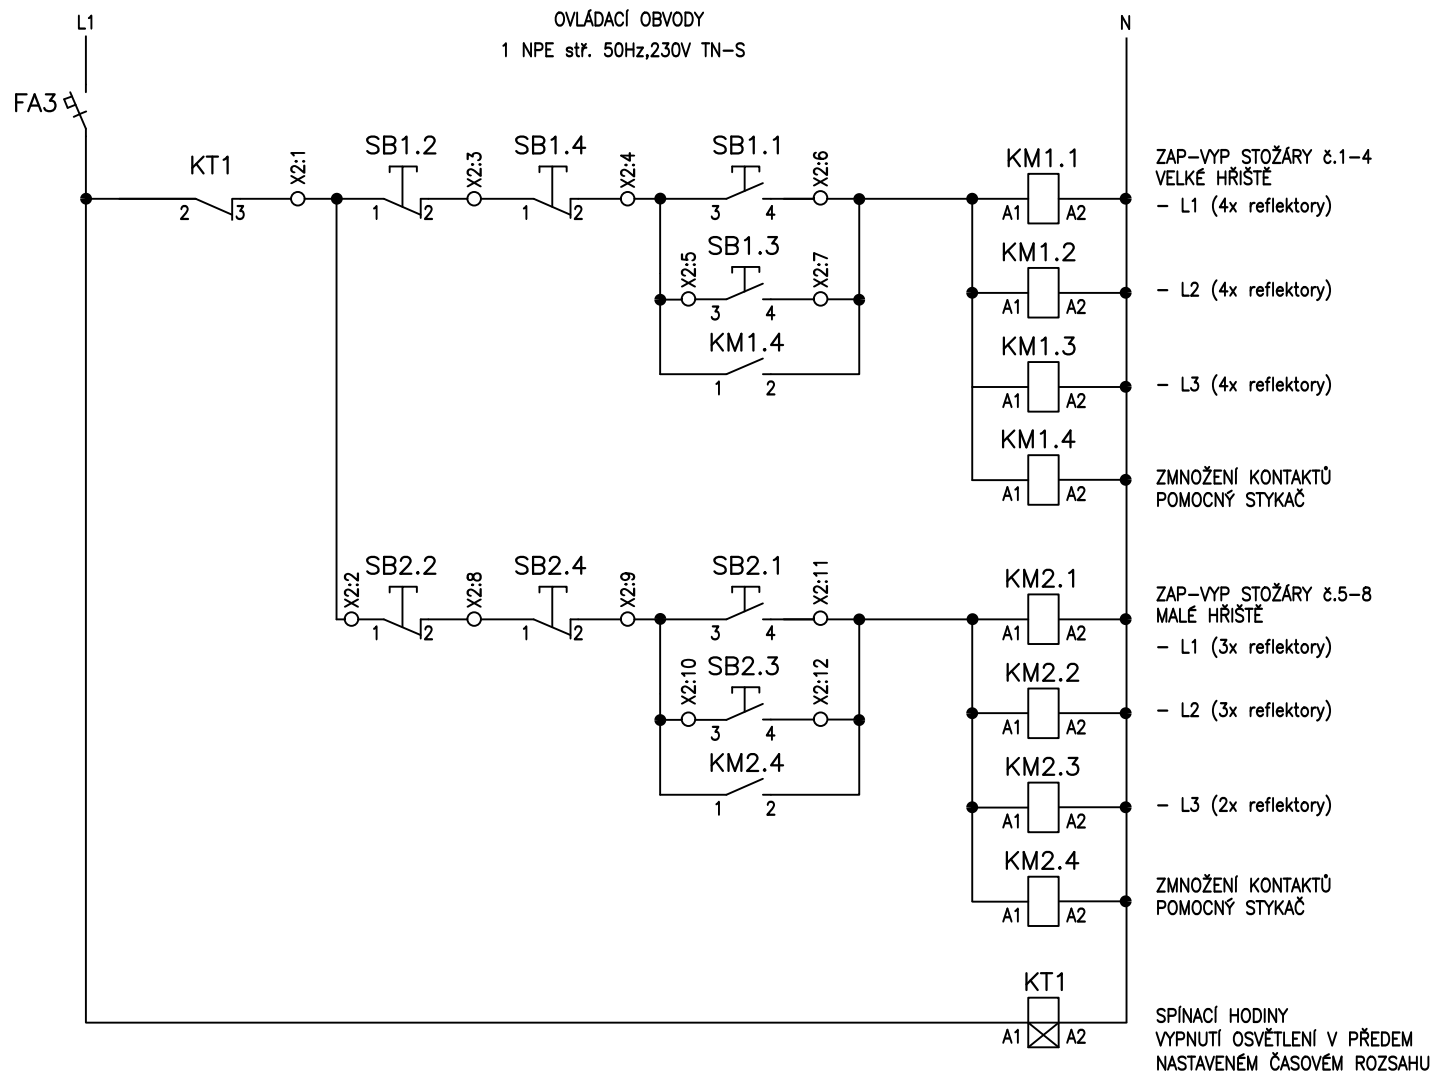 L1
OVLÁDACÍ OBVODY
N
1 NPE stř. 50Hz,230V TN-S
FA3
KT1
2
3
X2:1
SB1.2
1
2
X2:3
SB1.4
1
2
X2:4
SB1.1
3
4
X2:6
KM1.1
A1
A2
ZAP-VYP STOŽÁRY č.1-4
VELKÉ HŘIŠTĚ
- L1 (4x reflektory)
X2:5
SB1.3
3
4
X2:7
KM1.2
A1
A2
- L2 (4x reflektory)
KM1.4
1
2
KM1.3
A1
A2
- L3 (4x reflektory)
KM1.4
A1
A2
ZMNOŽENÍ KONTAKTŮ
POMOCNÝ STYKAČ
X2:2
SB2.2
1
2
X2:8
SB2.4
1
2
X2:9
SB2.1
3
4
X2:11
KM2.1
A1
A2
ZAP-VYP STOŽÁRY č.5-8
MALÉ HŘIŠTĚ
- L1 (3x reflektory)
X2:10
SB2.3
3
4
X2:12
KM2.2
A1
A2
- L2 (3x reflektory)
KM2.4
1
2
KM2.3
A1
A2
- L3 (2x reflektory)
KM2.4
A1
A2
ZMNOŽENÍ KONTAKTŮ
POMOCNÝ STYKAČ
KT1
A1
A2
SPÍNACÍ HODINY
VYPNUTÍ OSVĚTLENÍ V PŘEDEM
NASTAVENÉM ČASOVÉM ROZSAHU